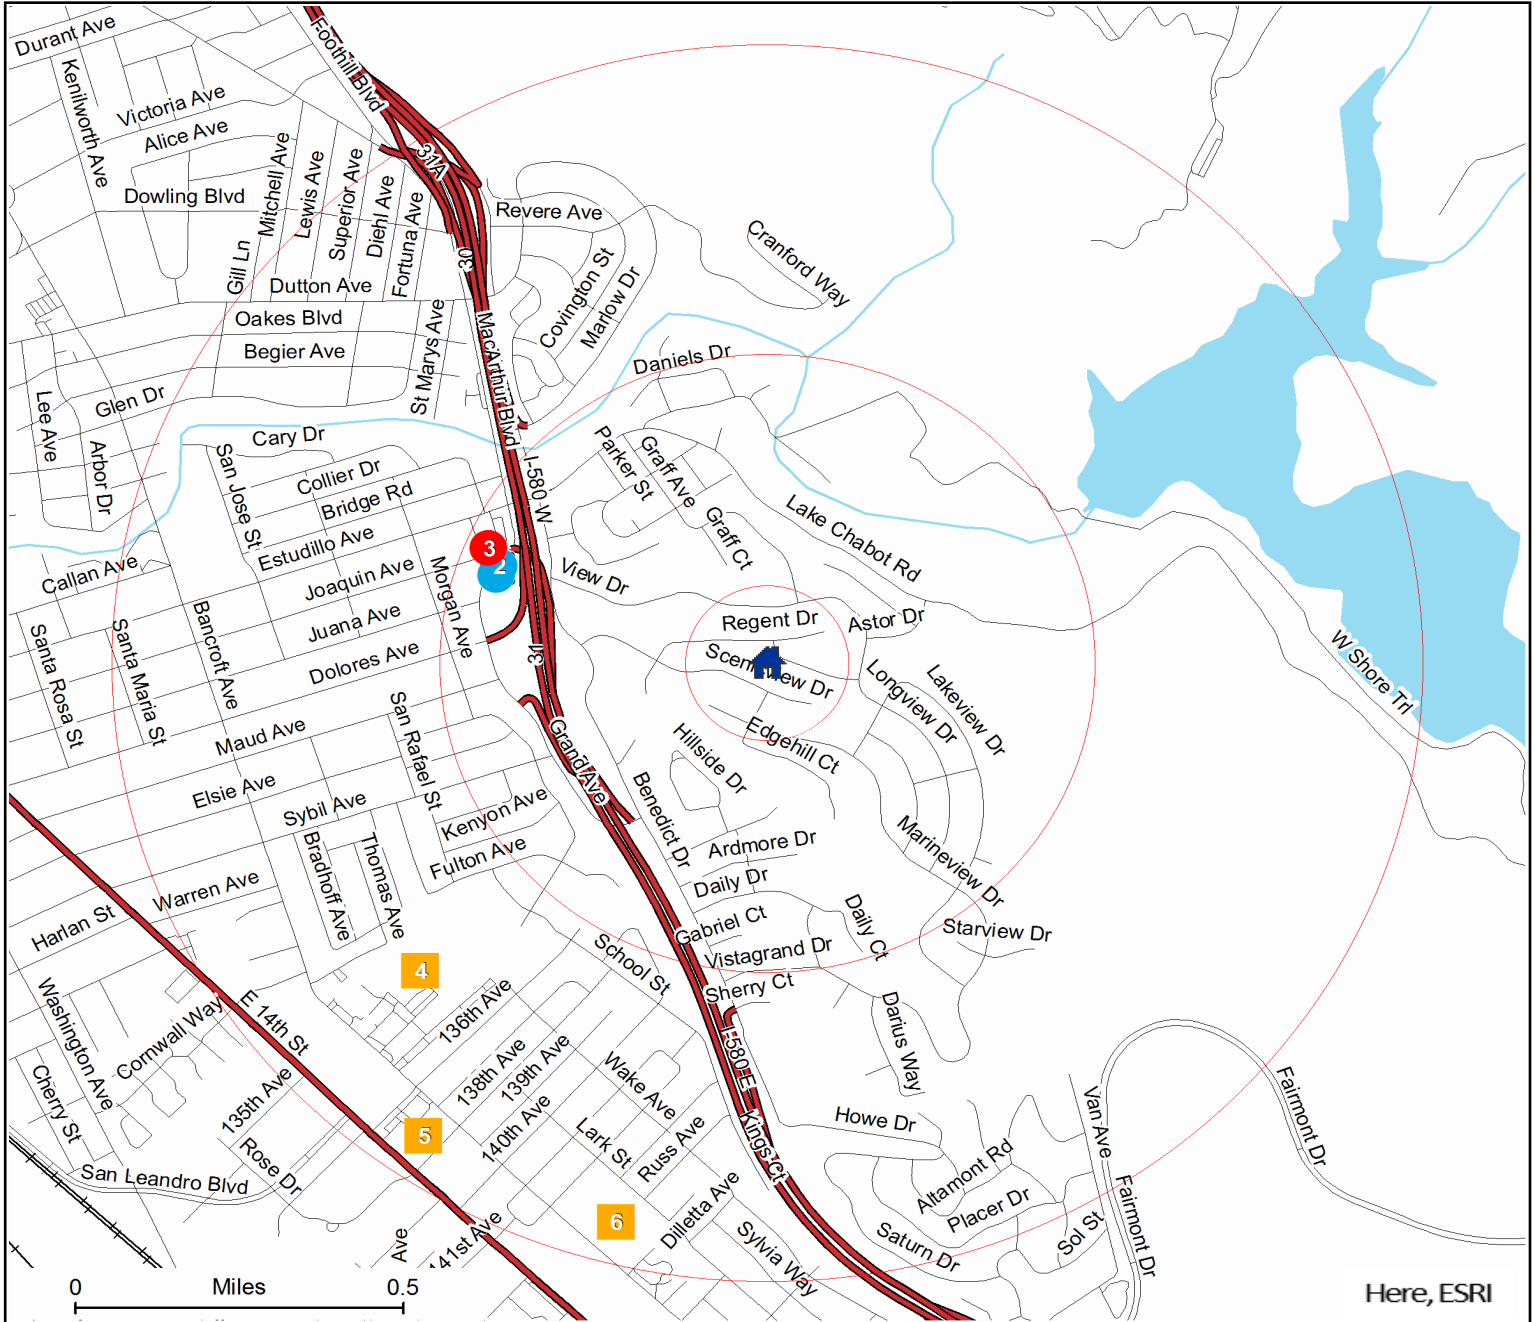 Durant Ave
Foothill Blvd
Kenilworth Ave
Victoria Ave
Alice Ave
31A
Mitchell Ave
Lewis Ave
Superior Ave
Diehl Ave
Fortuna Ave
Dowling Blvd
Revere Ave
Cranford Way
30
Gill Ln
Dutton Ave
Covington St
Marlow Dr
Oakes Blvd
St Marys Ave
MacArthur Blvd
Begier Ave
Daniels Dr
Glen Dr
Lee Ave
Arbor Dr
Cary Dr
San Jose St
Collier Dr
Bridge Rd
I-580 W
Parker St
Graff Ave
Graff Ct
Lake Chabot Rd
Estudillo Ave
3
2
View Dr
Callan Ave
Joaquin Ave
Morgan Ave
Juana Ave
Regent Dr
Astor Dr
Santa Rosa St
Santa Maria St
Bancroft Ave
Dolores Ave
31
Longview Dr
Lakeview Dr
W Shore Trl
Maud Ave
San Rafael St
Grand Ave
Hillside Dr
Edgehill Ct
Elsie Ave
Sybil Ave
Kenyon Ave
Benedict Dr
Bradhoff Ave
Thomas Ave
Fulton Ave
Ardmore Dr
Marineview Dr
Warren Ave
Daily Dr
Harlan St
Gabriel Ct
Daily Ct
Starview Dr
Vistagrand Dr
4
School St
Sherry Ct
Washington Ave
Cornwall Way
E 14th St
136th Ave
Darius Way
138th Ave
139th Ave
Wake Ave
I-580 E
Cherry St
135th Ave
140th Ave
Van Ave
Fairmont Dr
5
Lark St
Russ Ave
Kings Ct
Howe Dr
Rose Dr
San Leandro Blvd
Altamont Rd
Placer Dr
Fairmont Dr
6
Dilletta Ave
Sylvia Way
Saturn Dr
Sol St
Ave
141st Ave
0 Miles 0.5
Here, ESRI